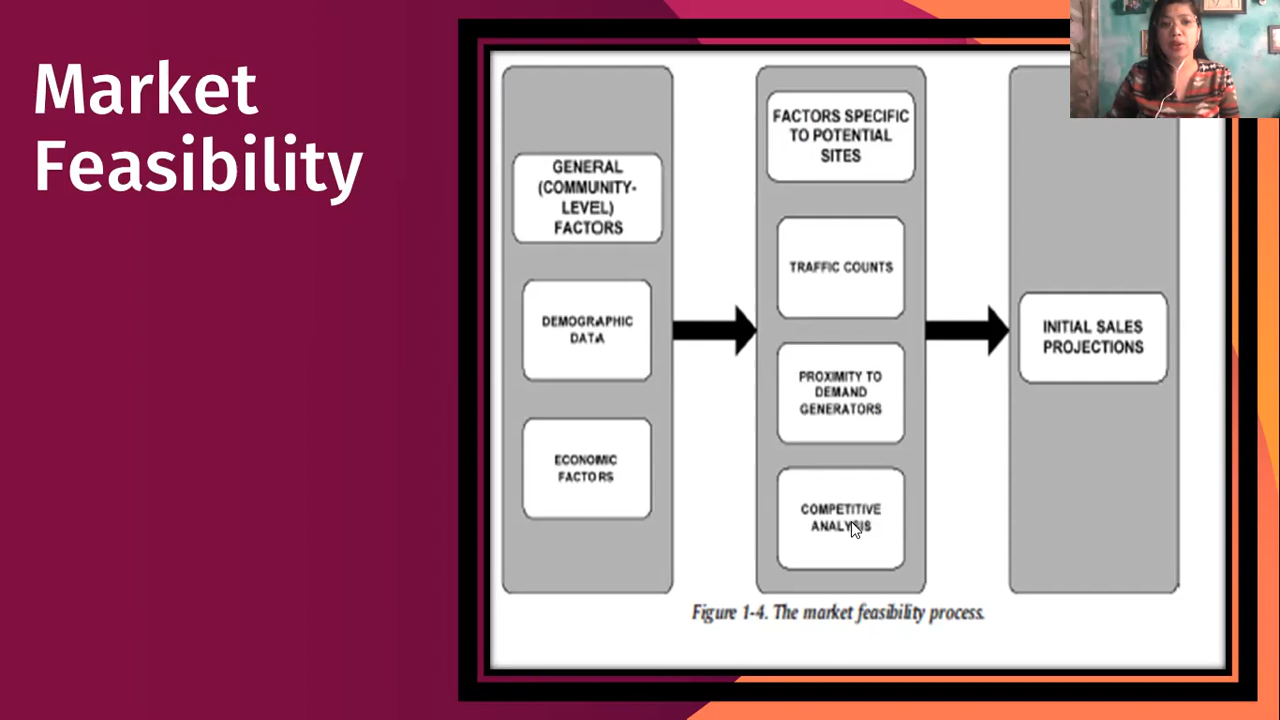 Market
Feasibility
GENERAL
(COMMUNITY-
LEVEL)
FACTORS
DEMOGRAPHIC
DATA
ECONOMIC
FACTORS
FACTORS SPECIFIC
TO POTENTIAL
SITES
TRAFFIC COUNTS
PROXIMITY TO
DEMAND
GENERATORS
COMPETITIVE
ANALYSIS
INITIAL SALES
PROJECTIONS
Figure 1-4. The market feasibility process.